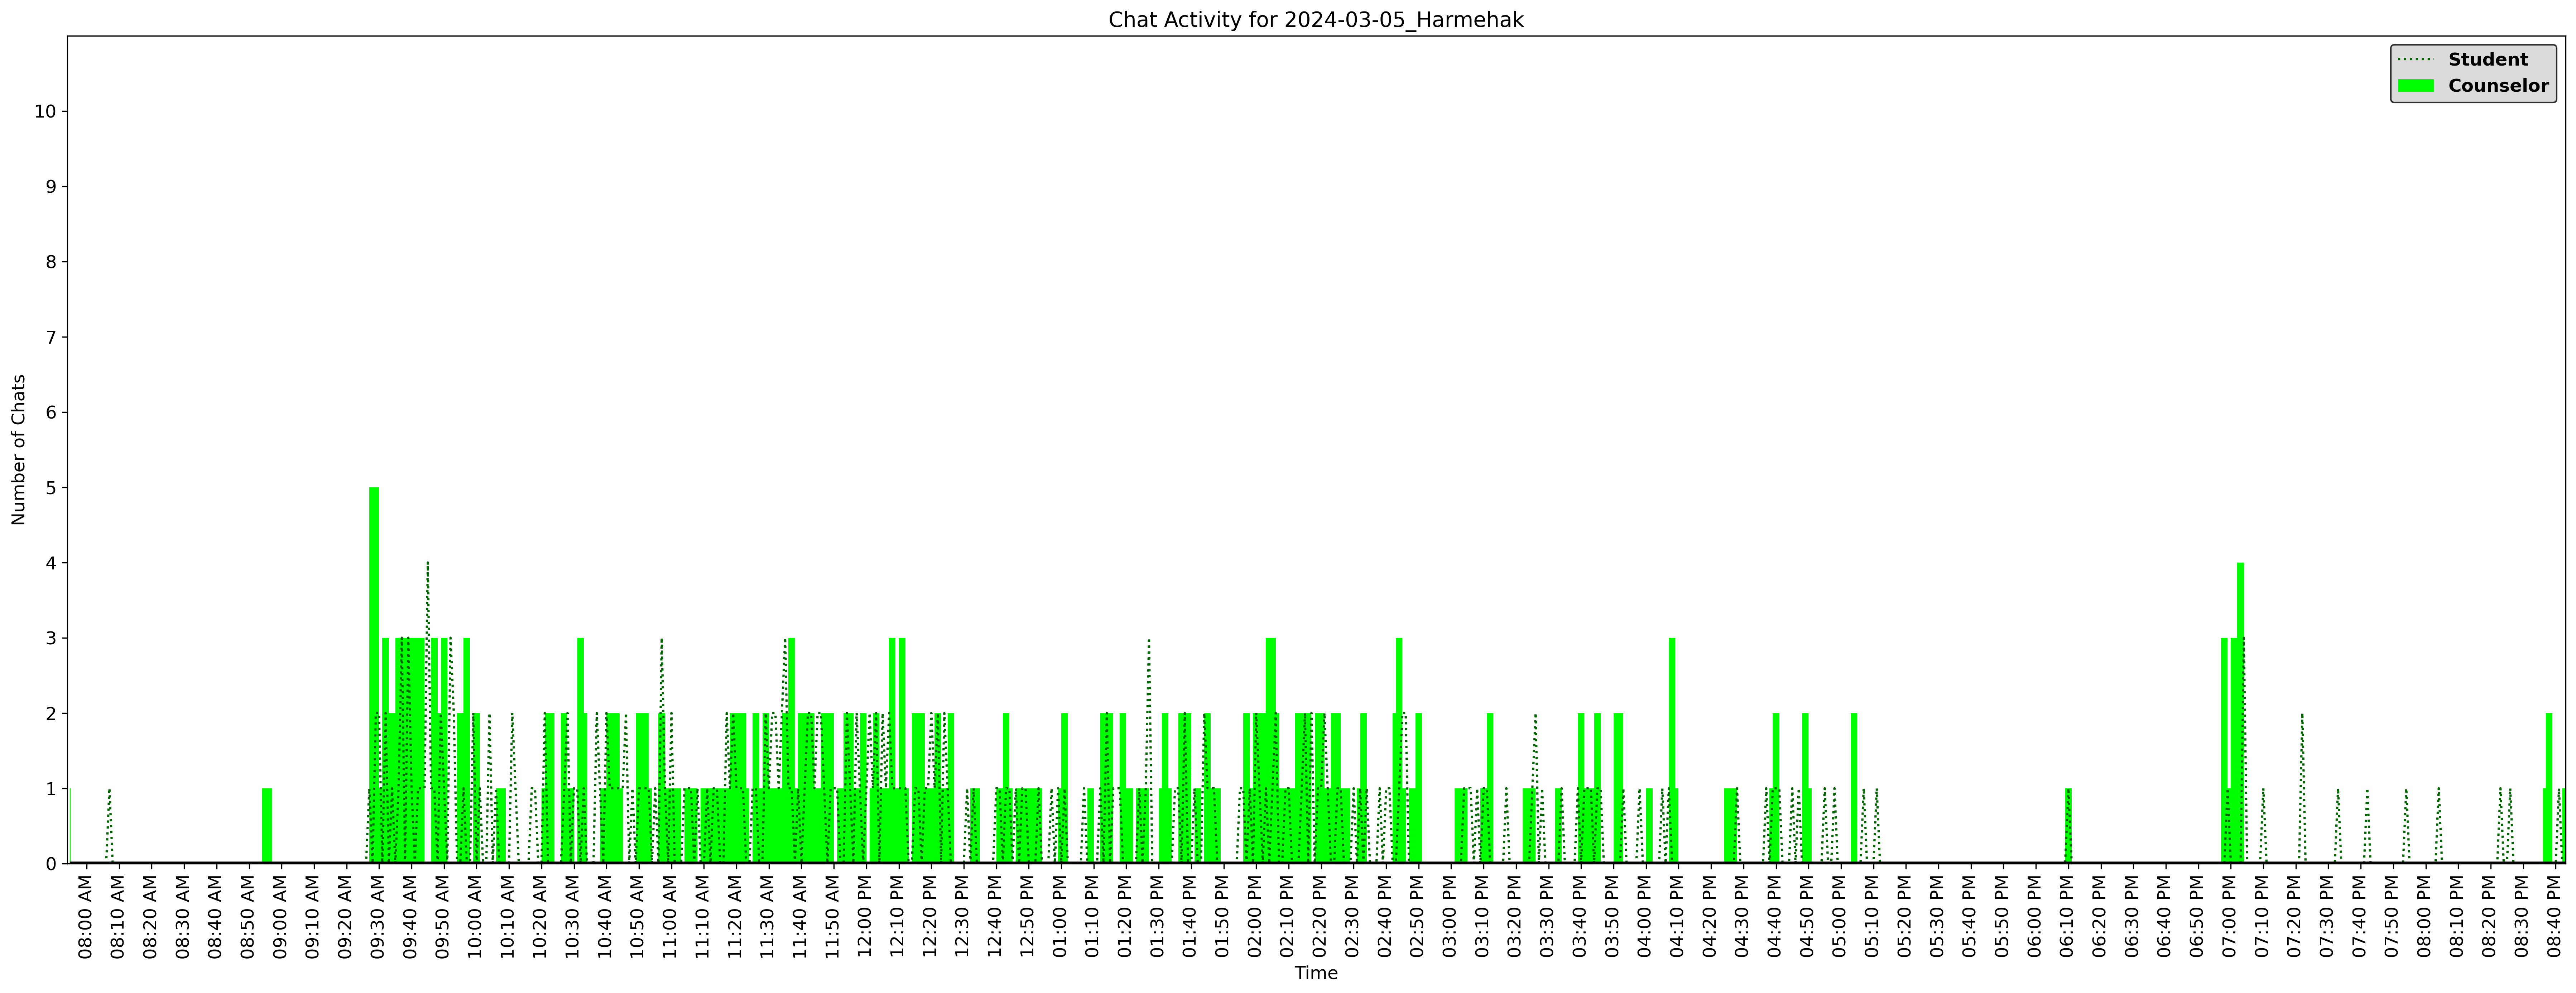 Chat Activity for 2024-03-05_Harmehak
Student
Counselor
Number of Chats
10
9
8
7
6
5
4
3
2
1
0
08:00 AM
08:10 AM
08:20 AM
08:30 AM
08:40 AM
08:50 AM
09:00 AM
09:10 AM
09:20 AM
09:30 AM
09:40 AM
09:50 AM
10:00 AM
10:10 AM
10:20 AM
10:30 AM
10:40 AM
10:50 AM
11:00 AM
11:10 AM
11:20 AM
11:30 AM
11:40 AM
11:50 AM
12:00 PM
12:10 PM
12:20 PM
12:30 PM
12:40 PM
12:50 PM
01:00 PM
01:10 PM
01:20 PM
01:30 PM
01:40 PM
01:50 PM
02:00 PM
02:10 PM
02:20 PM
02:30 PM
02:40 PM
02:50 PM
03:00 PM
03:10 PM
03:20 PM
03:30 PM
03:40 PM
03:50 PM
04:00 PM
04:10 PM
04:20 PM
04:30 PM
04:40 PM
04:50 PM
05:00 PM
05:10 PM
05:20 PM
05:30 PM
05:40 PM
05:50 PM
06:00 PM
06:10 PM
06:20 PM
06:30 PM
06:40 PM
06:50 PM
07:00 PM
07:10 PM
07:20 PM
07:30 PM
07:40 PM
07:50 PM
08:00 PM
08:10 PM
08:20 PM
08:30 PM
08:40 PM
Time